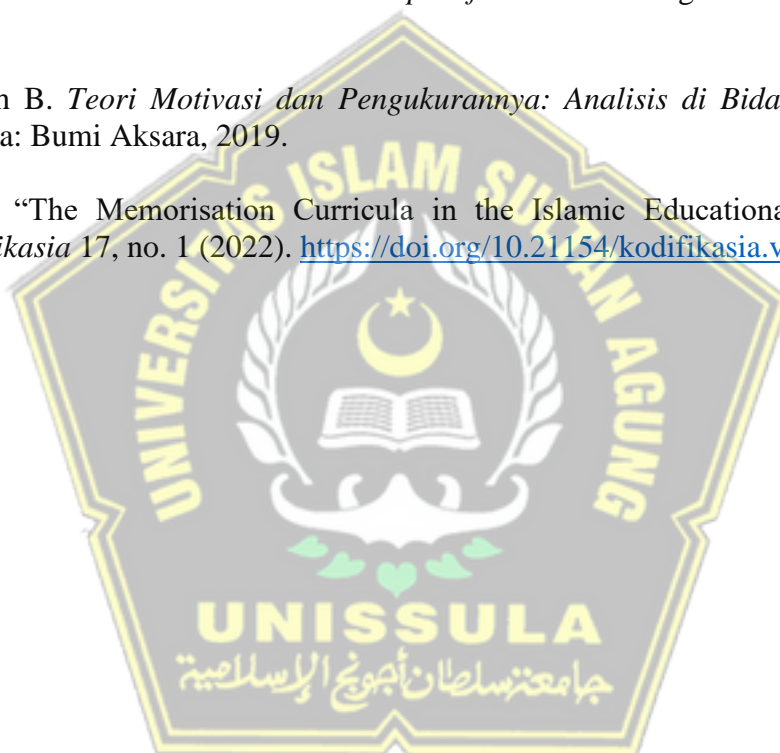 n B. Teori Motivasi dan Pengukurannya: Analisis di Bida
a: Bumi Aksara, 2019.
“The Memorisation Curricula in the Islamic Educationa
ikasia 17, no. 1 (2022). https://doi.org/10.21154/kodifikasia.v
UNIVERSITAS ISLAM SULTAN AGUNG
UNISSULA
جامعة سلطان أجونج الإسلامية